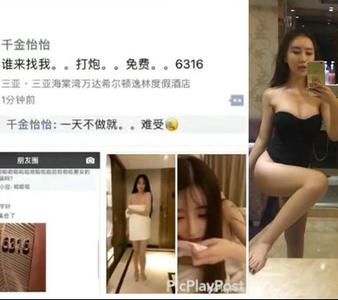 千金怡怡
谁来找我。。打炮。。免费。。6316
三亚·三亚海棠湾万达希尔顿逸林度假酒店
1分钟前
千金怡怡：一天不做就。。难受
朋友圈
6316
PicPlayPost